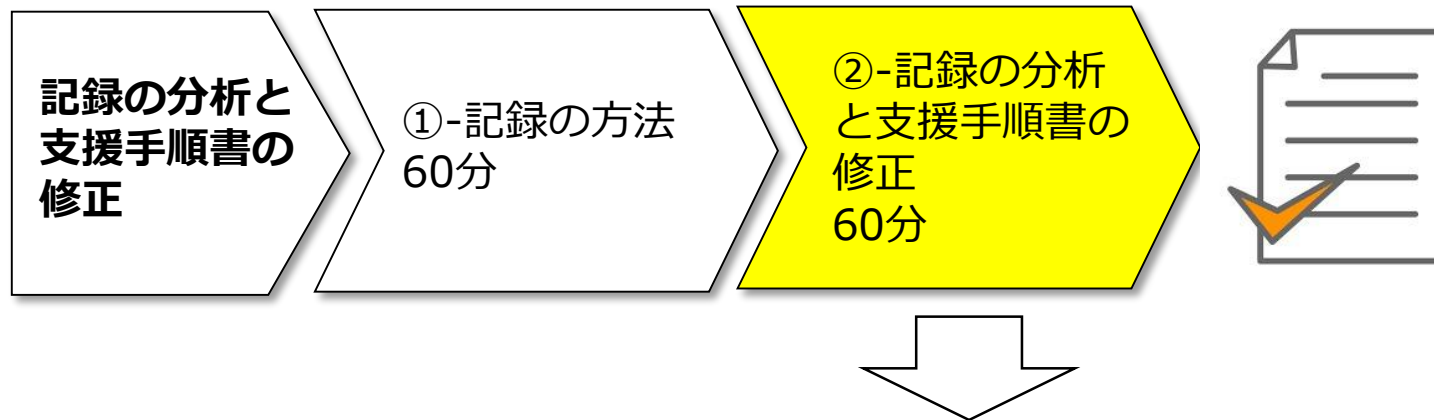 記録の分析と
支援手順書の
修正
①-記録の方法
60分
②-記録の分析
と支援手順書の
修正
60分